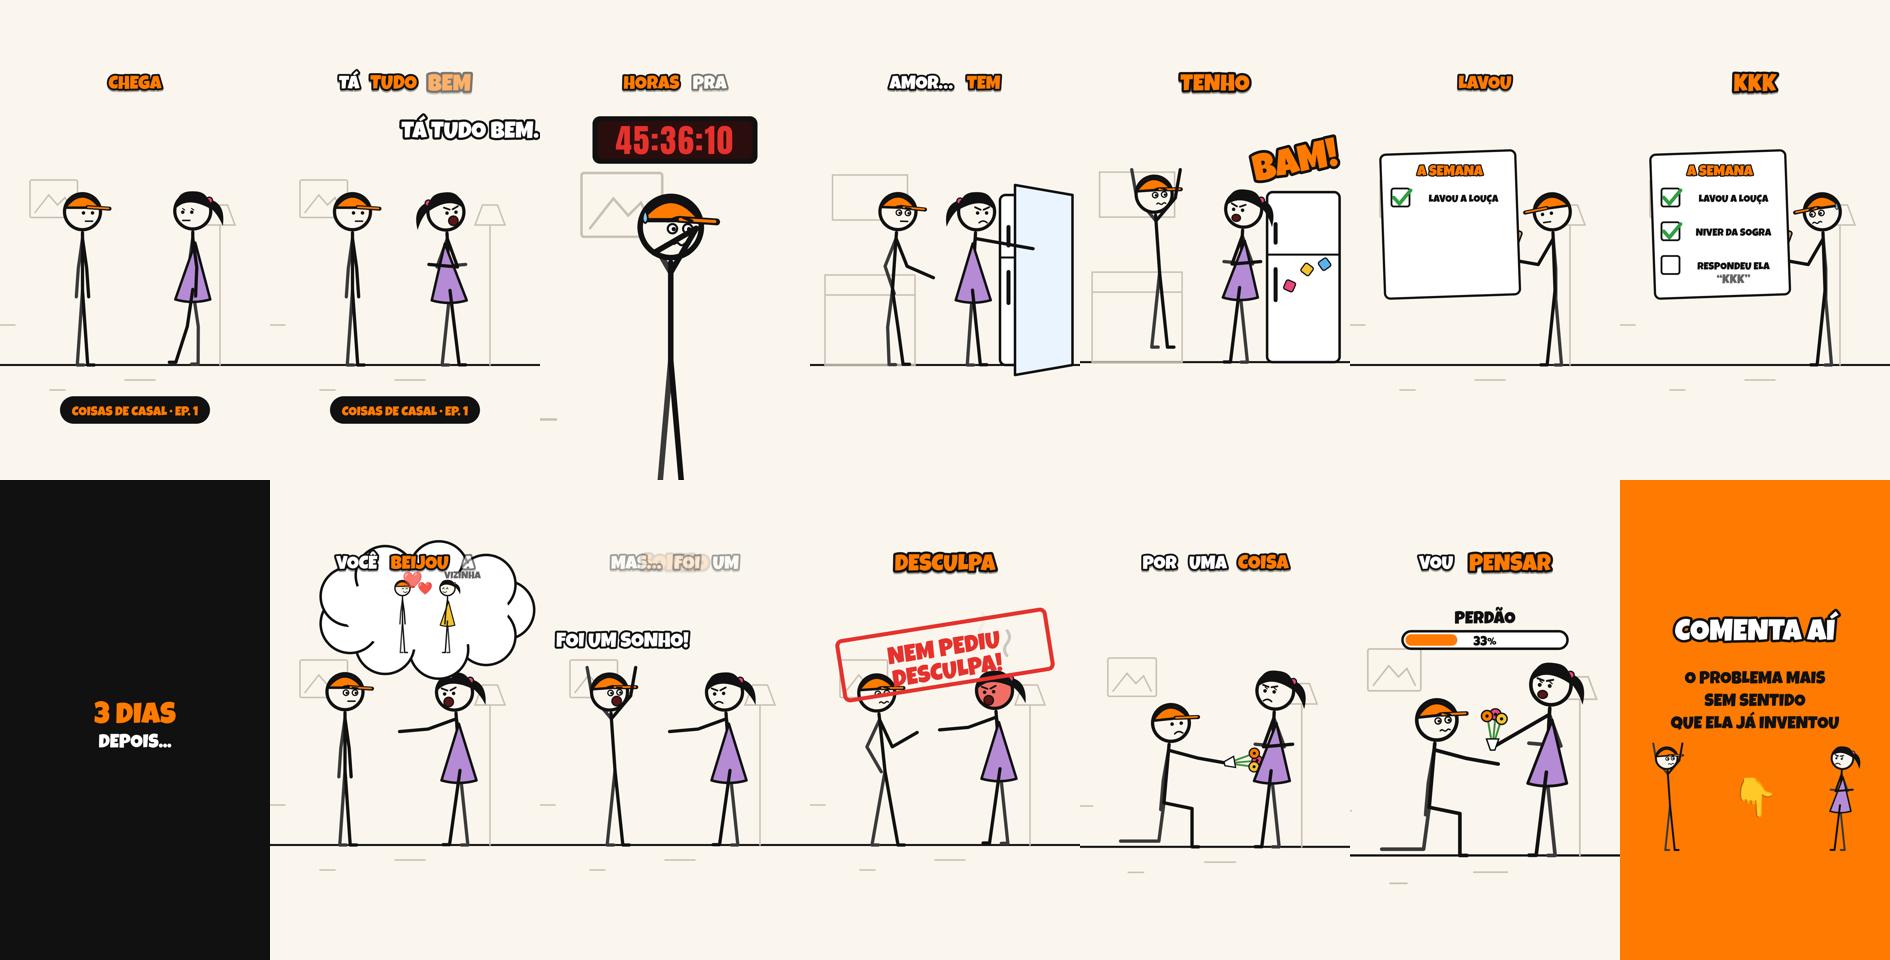 CHEGA
COISAS DE CASAL · EP. 1
TÁ TUDO BEM
TÁ TUDO BEM.
COISAS DE CASAL · EP. 1
HORAS PRA
45:36:10
AMOR... TEM
TENHO
BAM!
LAVOU
A SEMANA
LAVOU A LOUÇA
KKK
A SEMANA
LAVOU A LOUÇA
NIVER DA SOGRA
RESPONDEU ELA
"KKK"
3 DIAS
DEPOIS...
VOCÊ BEIJOU A
VIZINHA
MAS... FOI UM
FOI UM SONHO!
DESCULPA
NEM PEDIU
DESCULPA!
POR UMA COISA
VOU PENSAR
PERDÃO
33%
COMENTA AÍ
O PROBLEMA MAIS
SEM SENTIDO
QUE ELA JÁ INVENTOU